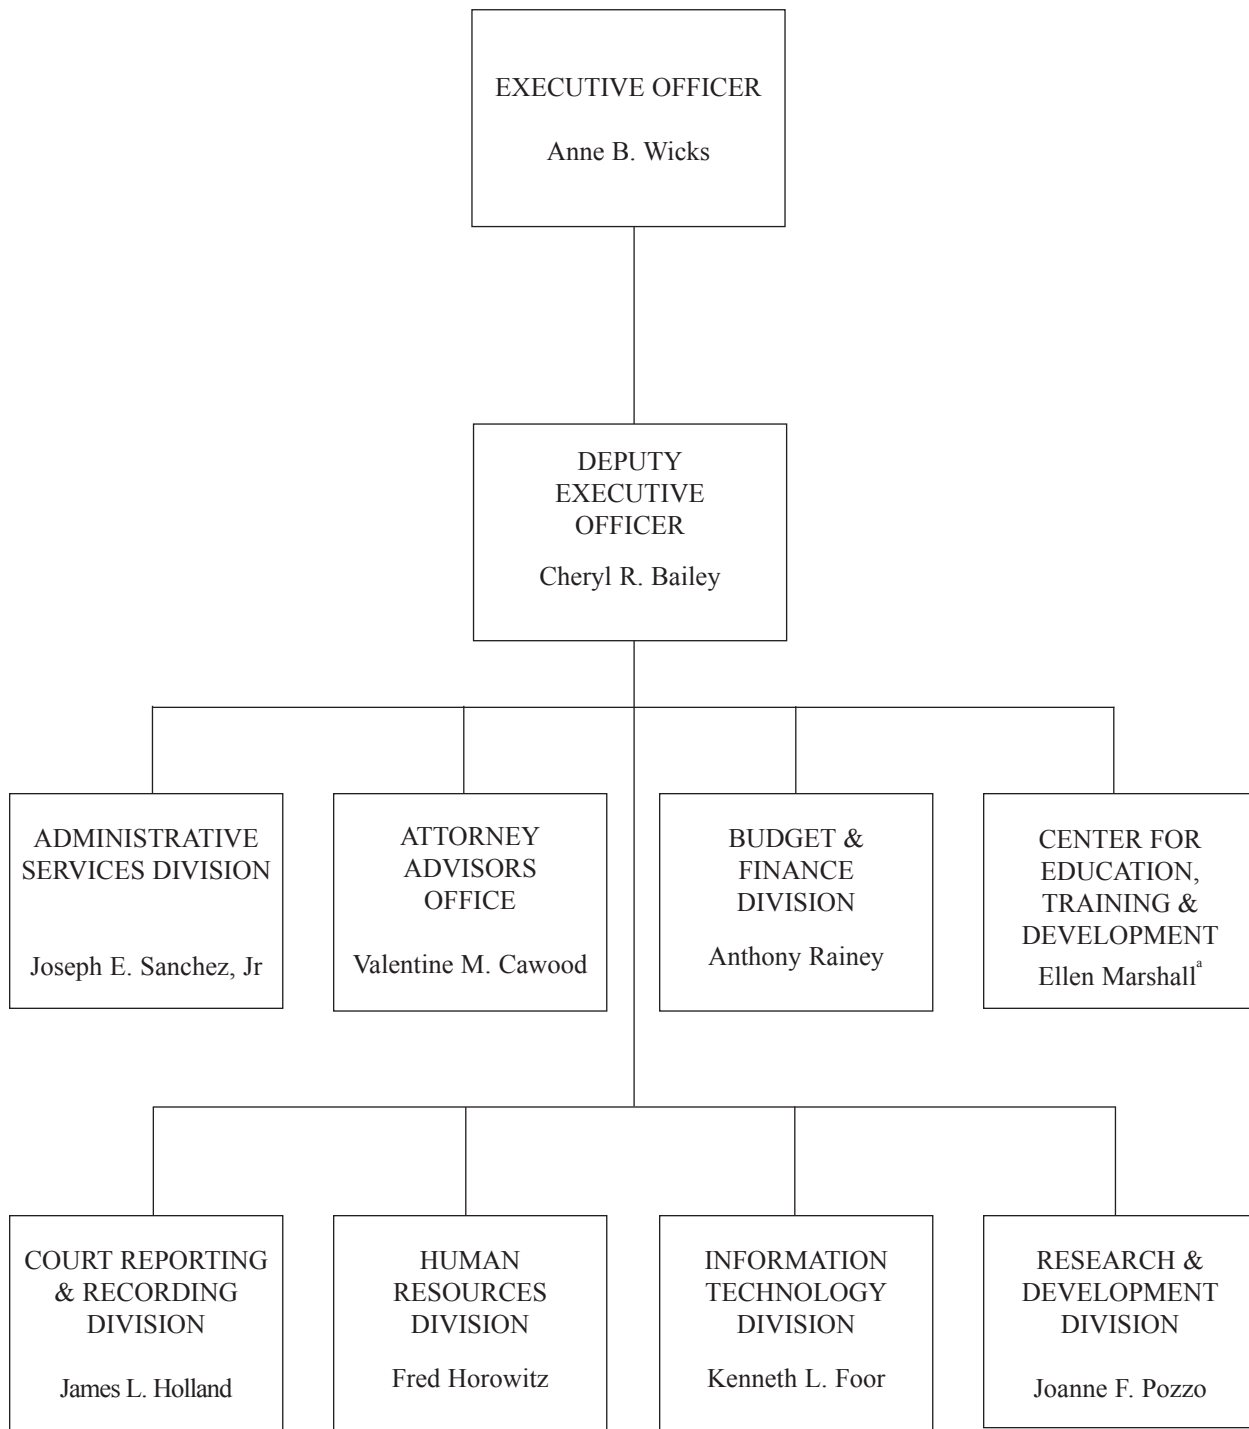 EXECUTIVE OFFICER
Anne B. Wicks
DEPUTY
EXECUTIVE
OFFICER
Cheryl R. Bailey
ADMINISTRATIVE
SERVICES DIVISION
Joseph E. Sanchez, Jr
ATTORNEY
ADVISORS
OFFICE
Valentine M. Cawood
BUDGET &
FINANCE
DIVISION
Anthony Rainey
CENTER FOR
EDUCATION,
TRAINING &
DEVELOPMENT
Ellen Marshallᵃ
COURT REPORTING
& RECORDING
DIVISION
James L. Holland
HUMAN
RESOURCES
DIVISION
Fred Horowitz
INFORMATION
TECHNOLOGY
DIVISION
Kenneth L. Foor
RESEARCH &
DEVELOPMENT
DIVISION
Joanne F. Pozzo